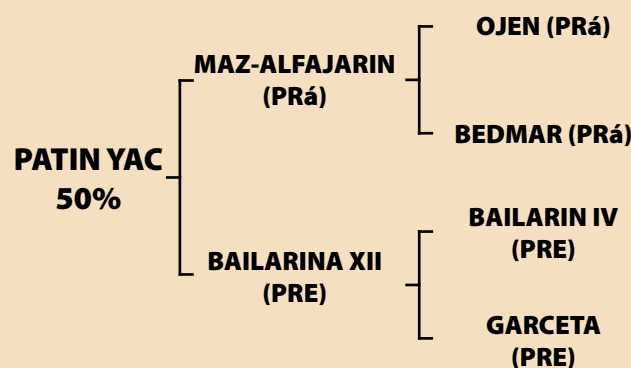 OJEN (PRá)
MAZ-ALFAJARIN
(PRá)
BEDMAR (PRá)
PATIN YAC
50%
BAILARIN IV
(PRE)
BAILARINA XII
(PRE)
GARCETA
(PRE)